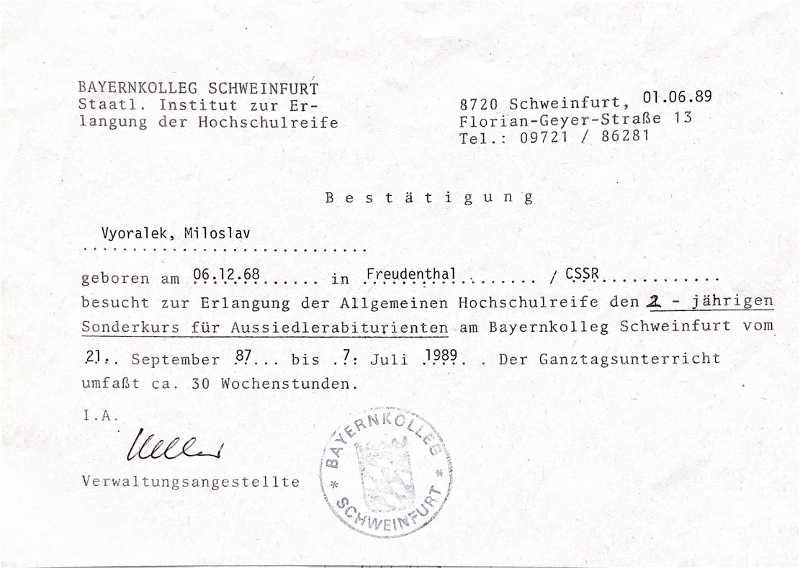 BAYERNKOLLEG SCHWEINFURT
Staatl. Institut zur Er-
langung der Hochschulreife
8720 Schweinfurt, 01.06.89
Florian-Geyer-Straße 13
Tel.: 09721 / 86281
Bestätigung
Vyoralek, Miloslav
geboren am 06.12.68 in Freudenthal / CSSR
besucht zur Erlangung der Allgemeinen Hochschulreife den 2 - jährigen
Sonderkurs für Aussiedlerabiturienten am Bayernkolleg Schweinfurt vom
21. September 87 bis 7. Juli 1989. Der Ganztagsunterricht
umfaßt ca. 30 Wochenstunden.
I.A.
Verwaltungsangestellte
* BAYERNKOLLEG * SCHWEINFURT